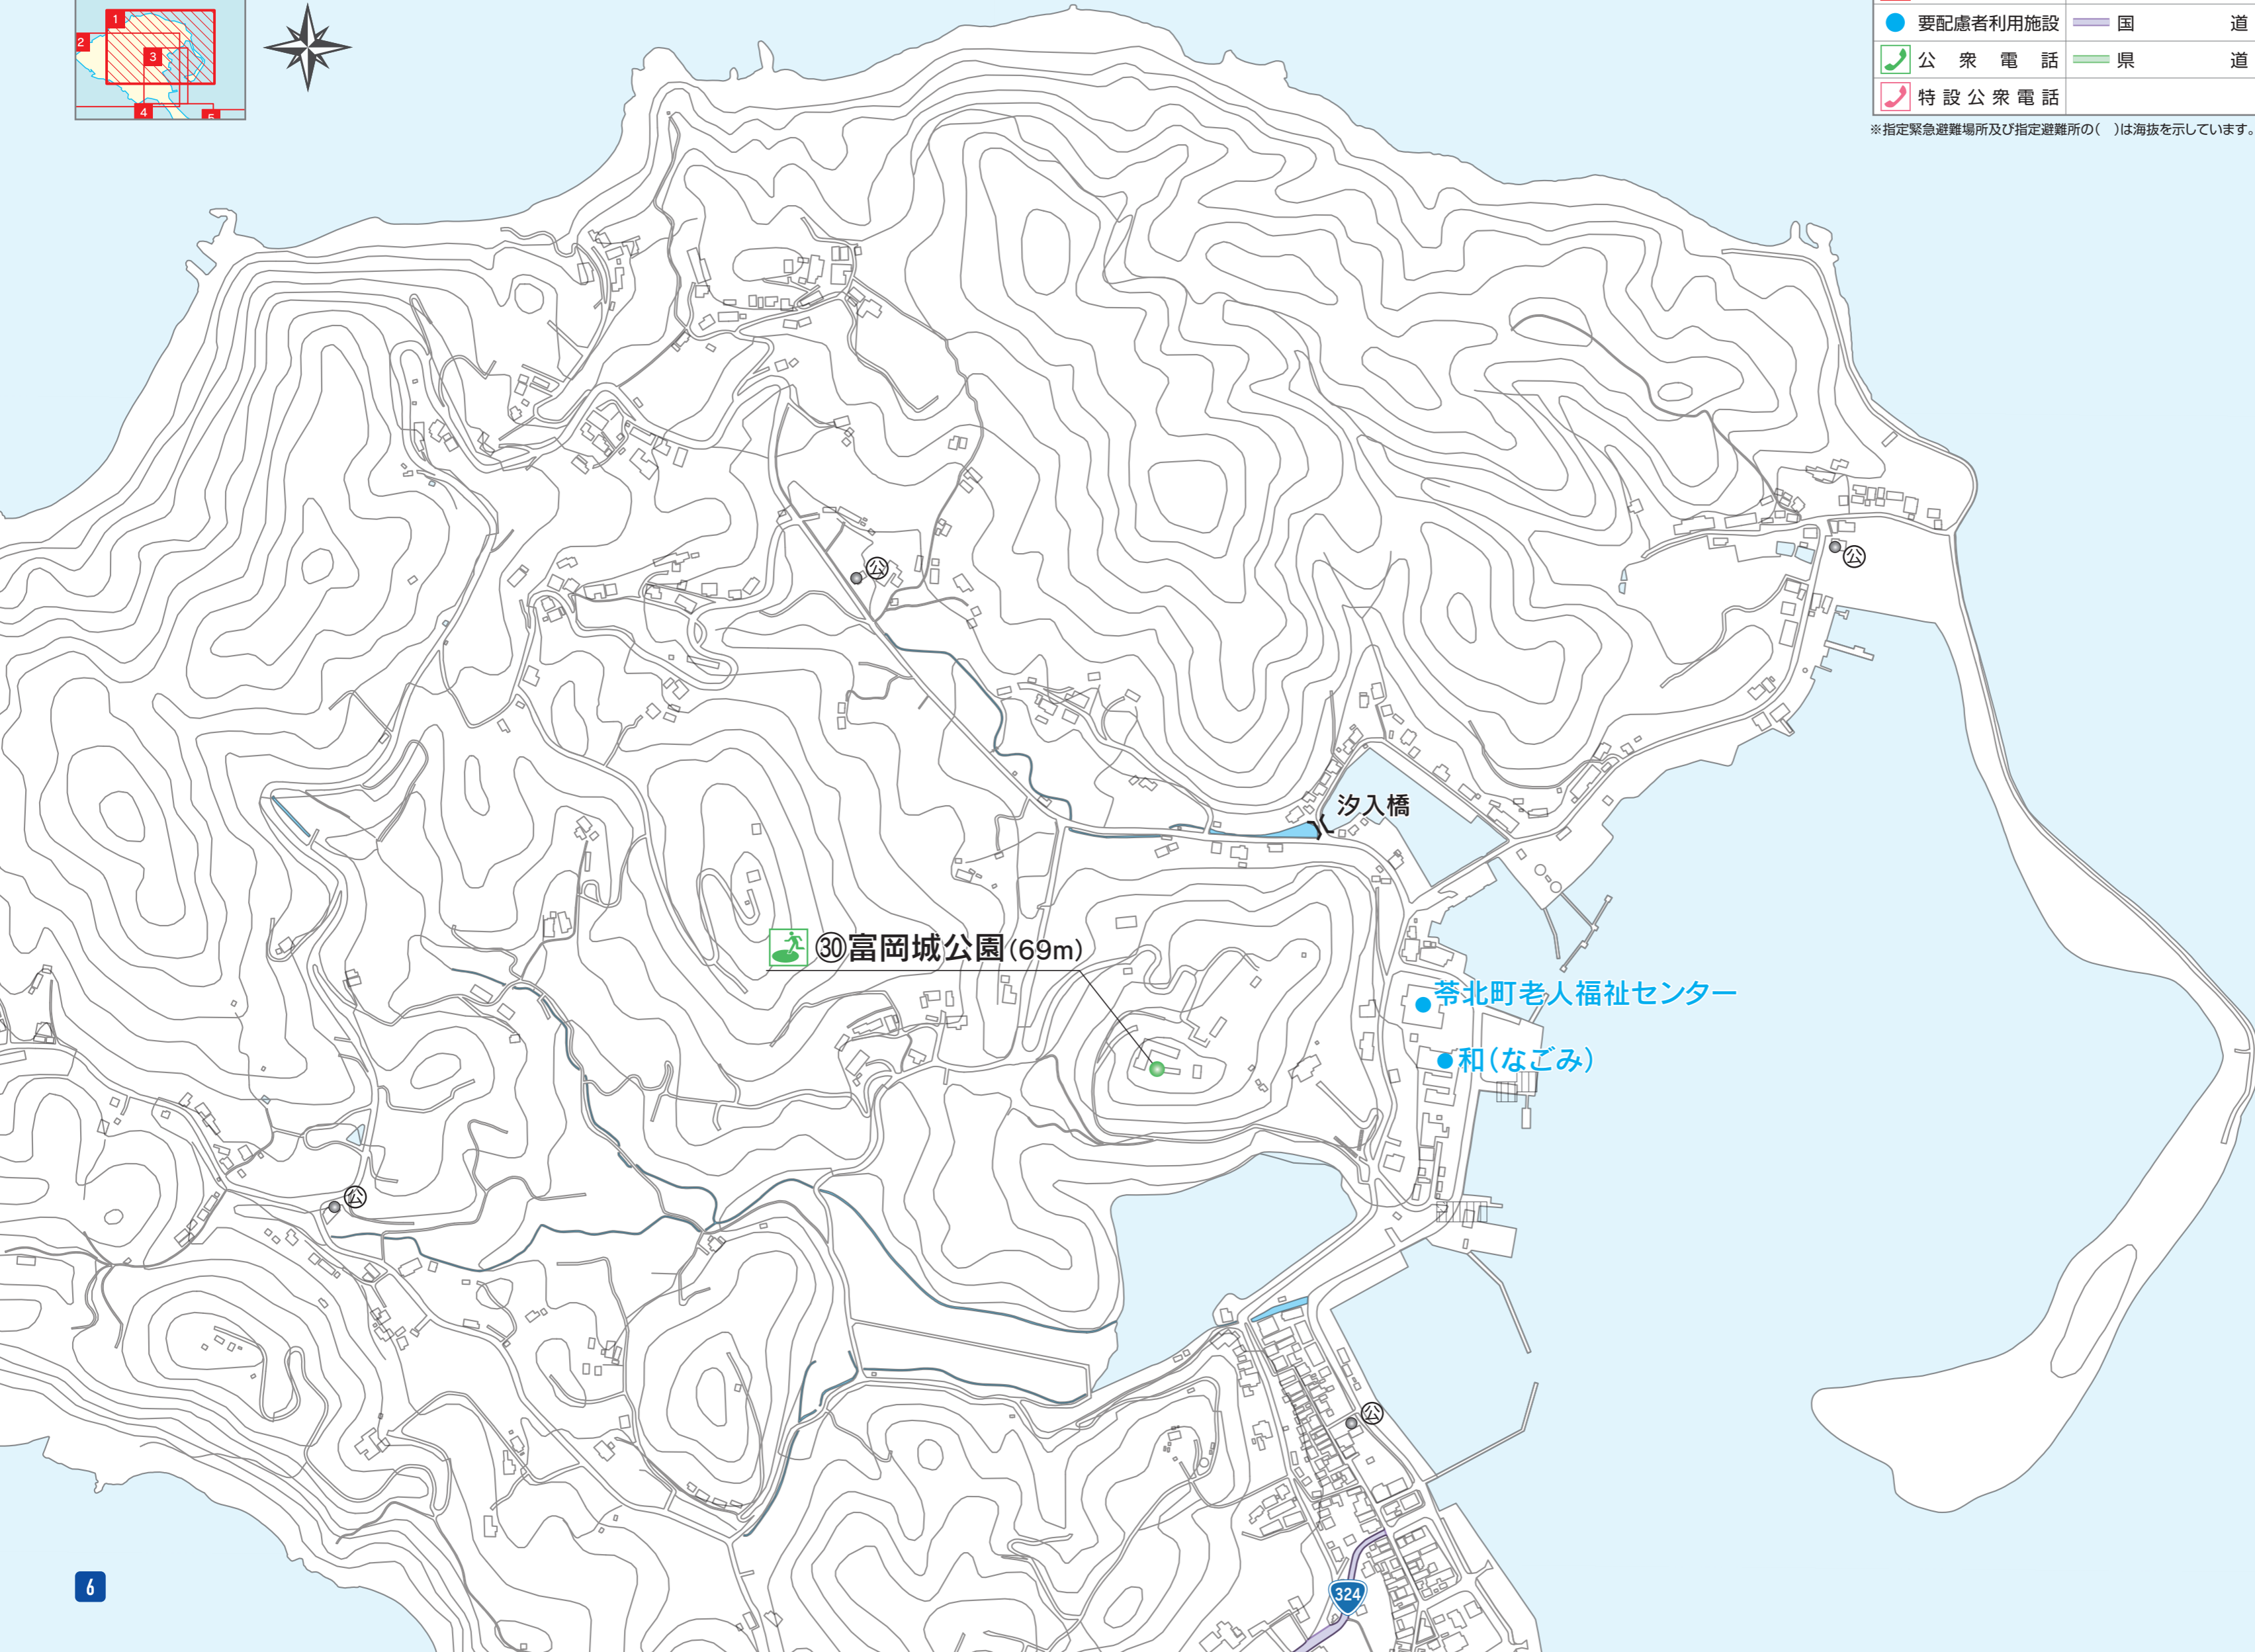 1
2
3
4
5
要配慮者利用施設
国道
公衆電話
県道
特設公衆電話
※指定緊急避難場所及び指定避難所の(　)は海抜を示しています。
公
公
汐入橋
㉚富岡城公園(69m)
苓北町老人福祉センター
和(なごみ)
公
公
324
6